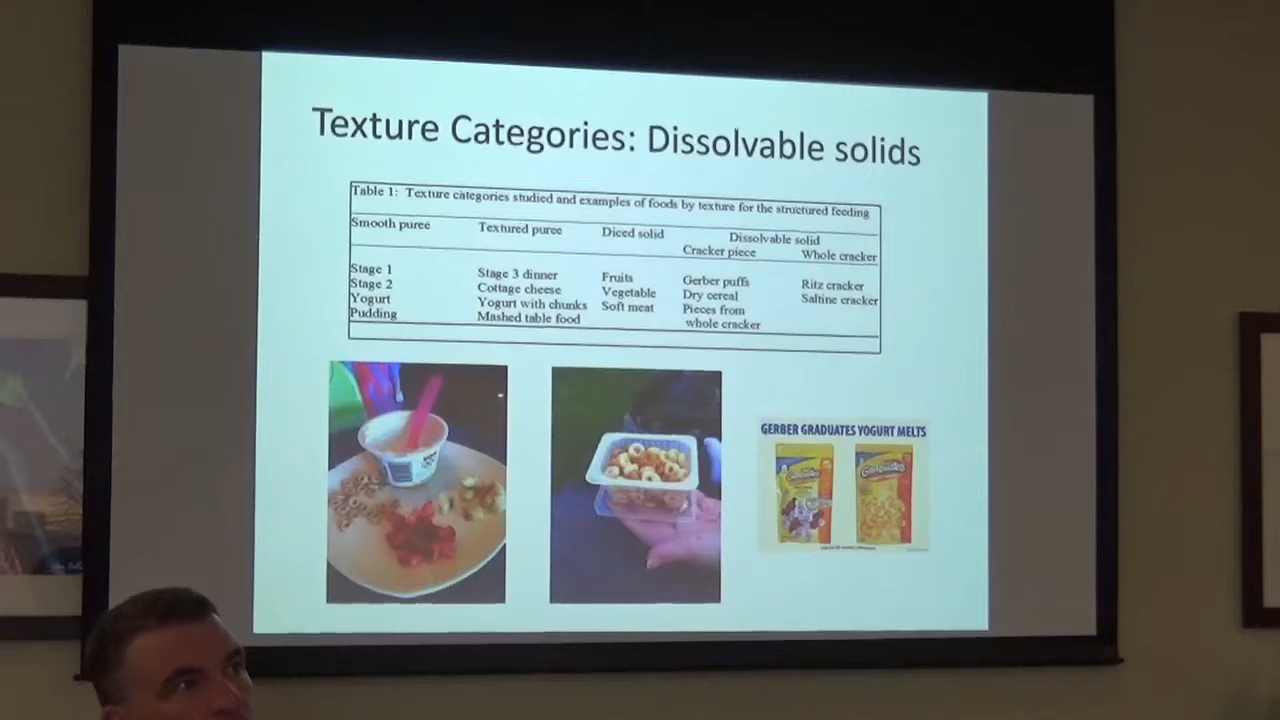 Texture Categories: Dissolvable solids
Table 1: Texture categories studied and examples of foods by texture for the structured feeding
Smooth puree Textured puree Diced solid Dissolvable solid
Cracker piece Whole cracker
Stage 1 Stage 3 dinner Fruits Gerber puffs Ritz cracker
Stage 2 Cottage cheese Vegetable Dry cereal Saltine cracker
Yogurt Yogurt with chunks Soft meat Pieces from
Pudding Mashed table food whole cracker
GERBER GRADUATES YOGURT MELTS
Graduates Graduates